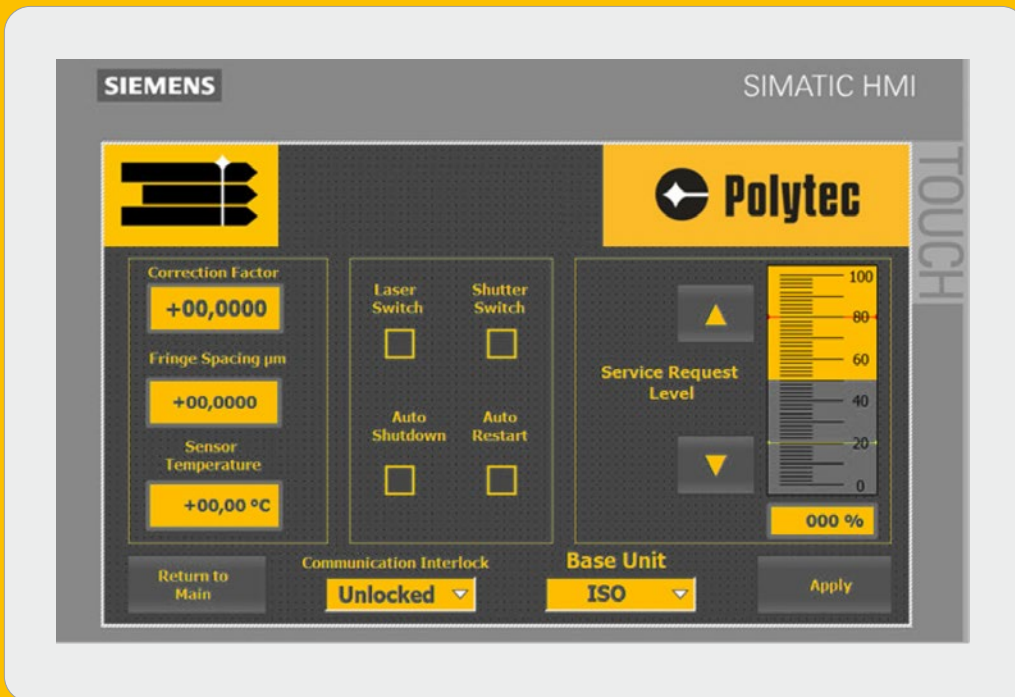 SIEMENS
SIMATIC HMI
TOUCH
Polytec
Correction Factor
+00,0000
Fringe Spacing µm
+00,0000
Sensor
Temperature
+00,00 °C
Laser
Switch
Shutter
Switch
Auto
Shutdown
Auto
Restart
Service Request
Level
100
80
60
40
20
0
000 %
Return to
Main
Communication Interlock
Unlocked
Base Unit
ISO
Apply